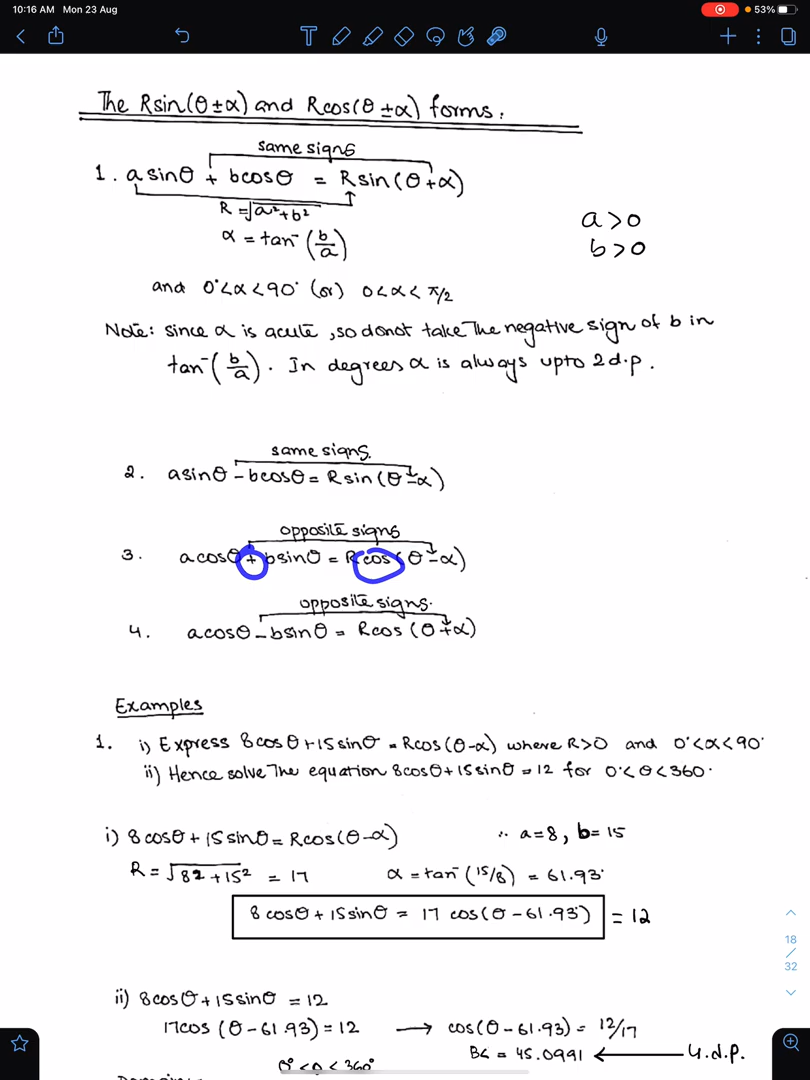 10:16 AM Mon 23 Aug
53%
The Rsin(θ±α) and Rcos(θ±α) forms.
same signs
1. asinθ + bcosθ = Rsin(θ+α)
R=√a²+b²
α = tan⁻(b/a)
a>0
b>0
and 0°<α<90° (or) 0<α<π/2
Note: since α is acute, so donot take The negative sign of b in
tan⁻(b/a). In degrees α is always upto 2 d.p.
same signs.
2. asinθ - bcosθ = Rsin(θ-α)
opposite signs
3. acosθ + bsinθ = Rcos(θ-α)
opposite signs.
4. acosθ - bsinθ = Rcos(θ+α)
Examples
1. i) Express 8cosθ+15sinθ = Rcos(θ-α) where R>0 and 0°<α<90°
ii) Hence solve The equation 8cosθ+15sinθ = 12 for 0°<θ<360°
i) 8cosθ + 15sinθ = Rcos(θ-α) ∴ a=8, b=15
R = √8²+15² = 17 α = tan⁻(15/8) = 61.93°
8cosθ + 15sinθ = 17 cos(θ-61.93°) = 12
18
/
32
ii) 8cosθ+15sinθ = 12
17cos(θ-61.93) = 12 → cos(θ-61.93) = 12/17
BL = 45.0991 ← 4.d.p.
0°<θ<360°